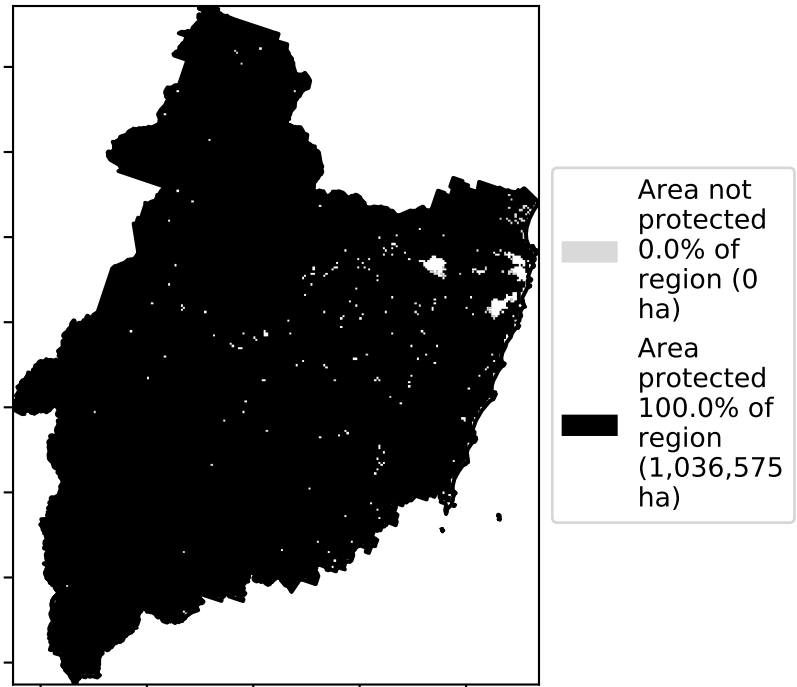 Area not
protected
0.0% of
region (0
ha)
Area
protected
100.0% of
region
(1,036,575
ha)